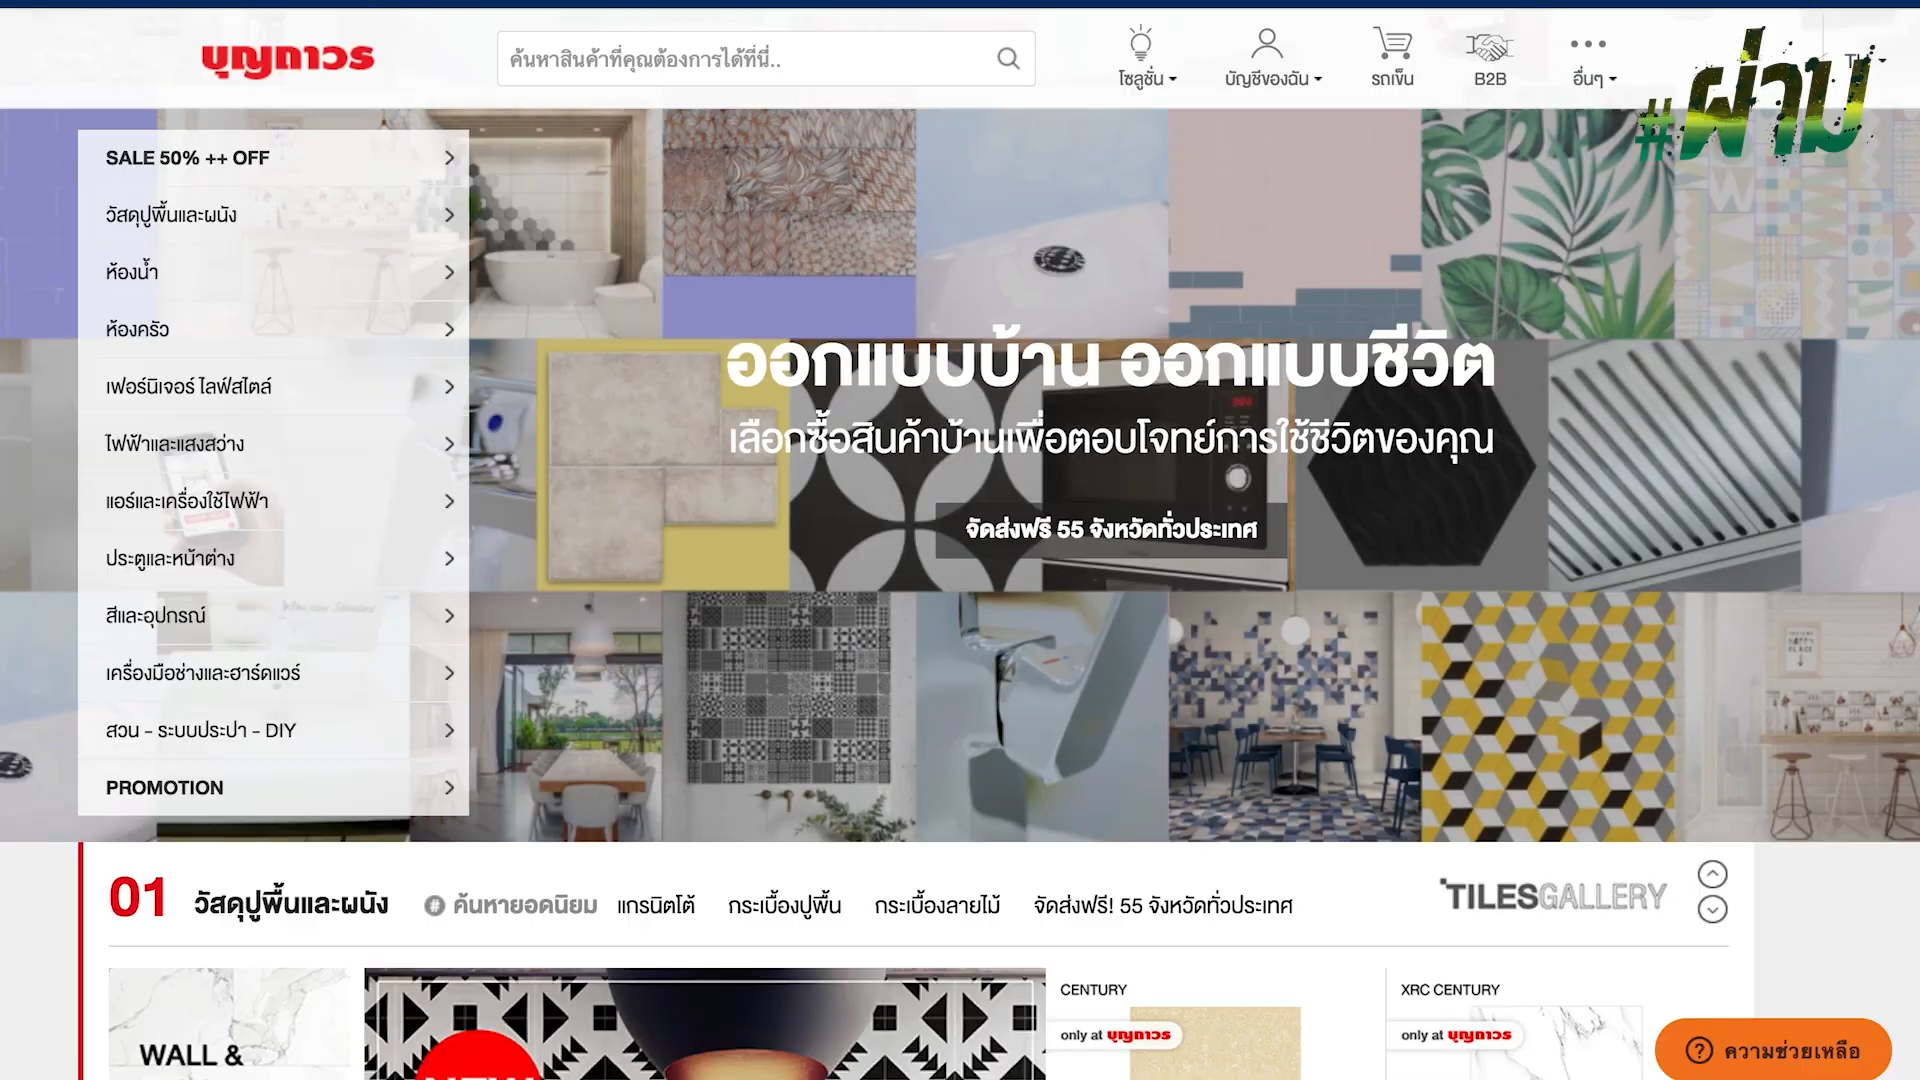 บุญถาวร
ค้นหาสินค้าที่คุณต้องการได้ที่นี่..
โซลูชั่น
บัญชีของฉัน
รถเข็น
B2B
อื่นๆ
#ผ่าม
SALE 50% ++ OFF
วัสดุปูพื้นและผนัง
ห้องน้ำ
ห้องครัว
เฟอร์นิเจอร์ ไลฟ์สไตล์
ไฟฟ้าและแสงสว่าง
แอร์และเครื่องใช้ไฟฟ้า
ประตูและหน้าต่าง
สีและอุปกรณ์
เครื่องมือช่างและฮาร์ดแวร์
สวน - ระบบประปา - DIY
PROMOTION
ออกแบบบ้าน ออกแบบชีวิต
เลือกซื้อสินค้าบ้านเพื่อตอบโจทย์การใช้ชีวิตของคุณ
จัดส่งฟรี 55 จังหวัดทั่วประเทศ
01 วัสดุปูพื้นและผนัง # ค้นหายอดนิยม แกรนิตโต้ กระเบื้องปูพื้น กระเบื้องลายไม้ จัดส่งฟรี! 55 จังหวัดทั่วประเทศ
TILESGALLERY
WALL &
NEW
CENTURY
only at บุญถาวร
XRC CENTURY
only at บุญถาวร
ความช่วยเหลือ